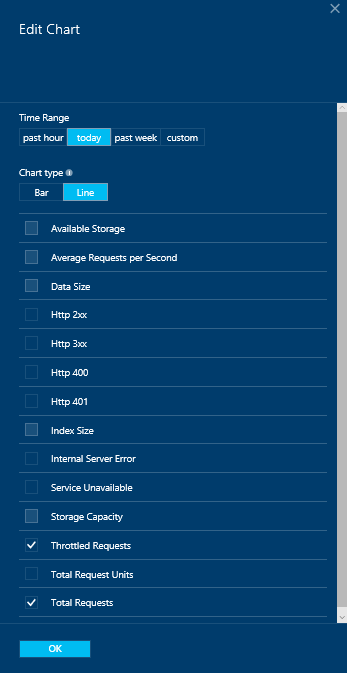 Edit Chart
Time Range
past hour today past week custom
Chart type
Bar Line
Available Storage
Average Requests per Second
Data Size
Http 2xx
Http 3xx
Http 400
Http 401
Index Size
Internal Server Error
Service Unavailable
Storage Capacity
Throttled Requests
Total Request Units
Total Requests
OK